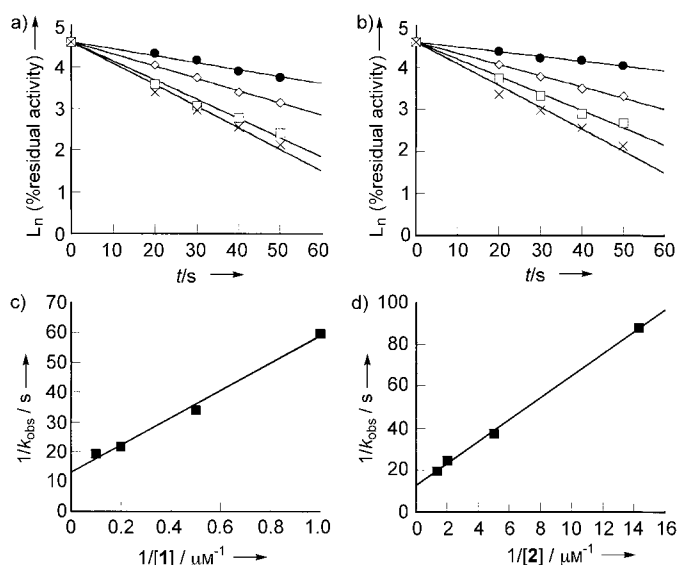 a)
5
4
3
2
1
0
Ln (%residual activity)
0 10 20 30 40 50 60
t/s
b)
5
4
3
2
1
0
Ln (%residual activity)
0 10 20 30 40 50 60
t/s
c)
70
60
50
40
30
20
10
0
1/kobs / s
0 0.2 0.4 0.6 0.8 1.0
1/[1] / μM⁻¹
d)
100
80
60
40
20
0
1/kobs / s
0 2 4 6 8 10 12 14 16
1/[2] / μM⁻¹